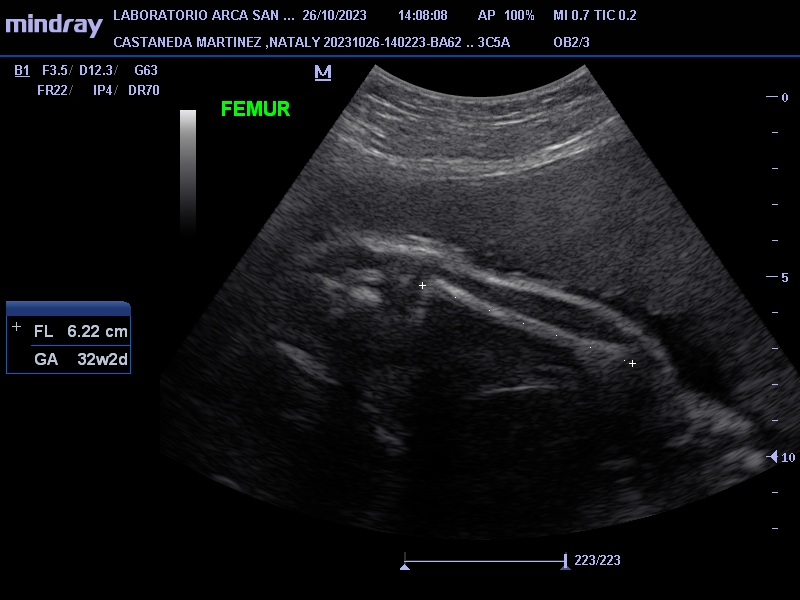 mindray
LABORATORIO ARCA SAN ... 26/10/2023 14:08:08 AP 100% MI 0.7 TIC 0.2
CASTANEDA MARTINEZ ,NATALY 20231026-140223-BA62 .. 3C5A OB2/3
B1 F3.5/ D12.3/ G63
FR22/ IP4/ DR70
M
FEMUR
0
5
10
+ FL 6.22 cm
GA 32w2d
223/223